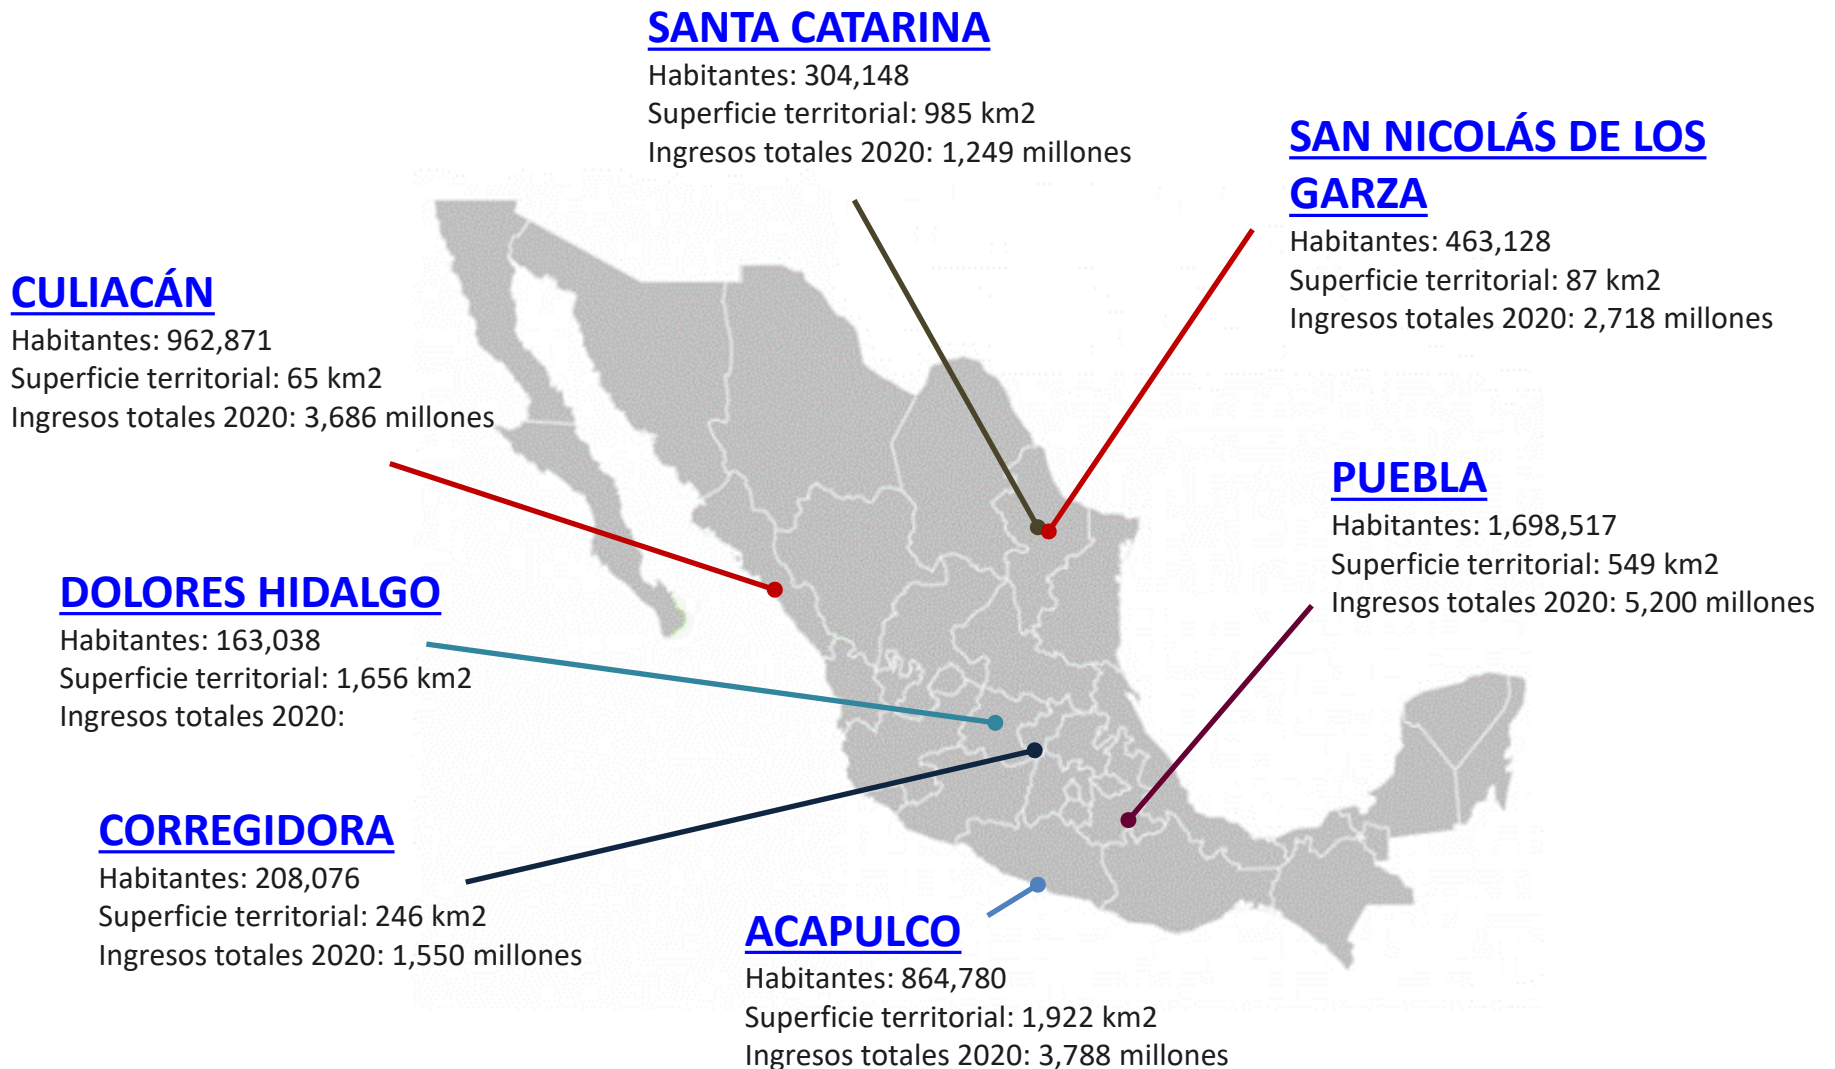 SANTA CATARINA
Habitantes: 304,148
Superficie territorial: 985 km2
Ingresos totales 2020: 1,249 millones
SAN NICOLÁS DE LOS
GARZA
Habitantes: 463,128
Superficie territorial: 87 km2
Ingresos totales 2020: 2,718 millones
CULIACÁN
Habitantes: 962,871
Superficie territorial: 65 km2
Ingresos totales 2020: 3,686 millones
PUEBLA
Habitantes: 1,698,517
Superficie territorial: 549 km2
Ingresos totales 2020: 5,200 millones
DOLORES HIDALGO
Habitantes: 163,038
Superficie territorial: 1,656 km2
Ingresos totales 2020:
CORREGIDORA
Habitantes: 208,076
Superficie territorial: 246 km2
Ingresos totales 2020: 1,550 millones
ACAPULCO
Habitantes: 864,780
Superficie territorial: 1,922 km2
Ingresos totales 2020: 3,788 millones